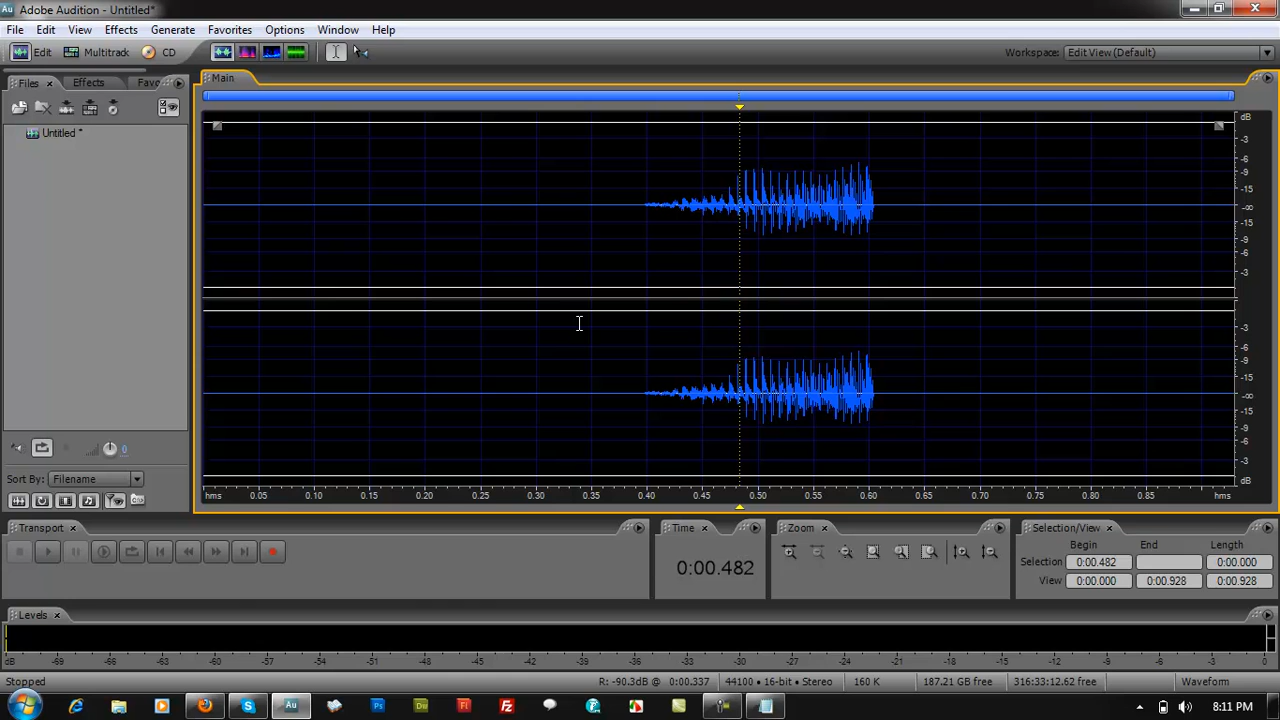 Au Adobe Audition - Untitled*
File Edit View Effects Generate Favorites Options Window Help
Edit Multitrack CD Workspace: Edit View (Default)
Files Effects Favo Main
Untitled *
dB
-3
-6
-9
-15
-∞
-15
-9
-6
-3
-3
-6
-9
-15
-∞
-15
-9
-6
-3
dB
0
Sort By: Filename
hms 0.05 0.10 0.15 0.20 0.25 0.30 0.35 0.40 0.45 0.50 0.55 0.60 0.65 0.70 0.75 0.80 0.85 hms
Transport Time Zoom Selection/View
Begin End Length
0:00.482
Selection 0:00.482 0:00.000
View 0:00.000 0:00.928 0:00.928
Levels
dB -69 -66 -63 -60 -57 -54 -51 -48 -45 -42 -39 -36 -33 -30 -27 -24 -21 -18 -15 -12 -9 -6 -3 0
Stopped R: -90.3dB @ 0:00.337 44100 • 16-bit • Stereo 160 K 187.21 GB free 316:33:12.62 free Waveform
Au Ps Dw Fl 8:11 PM